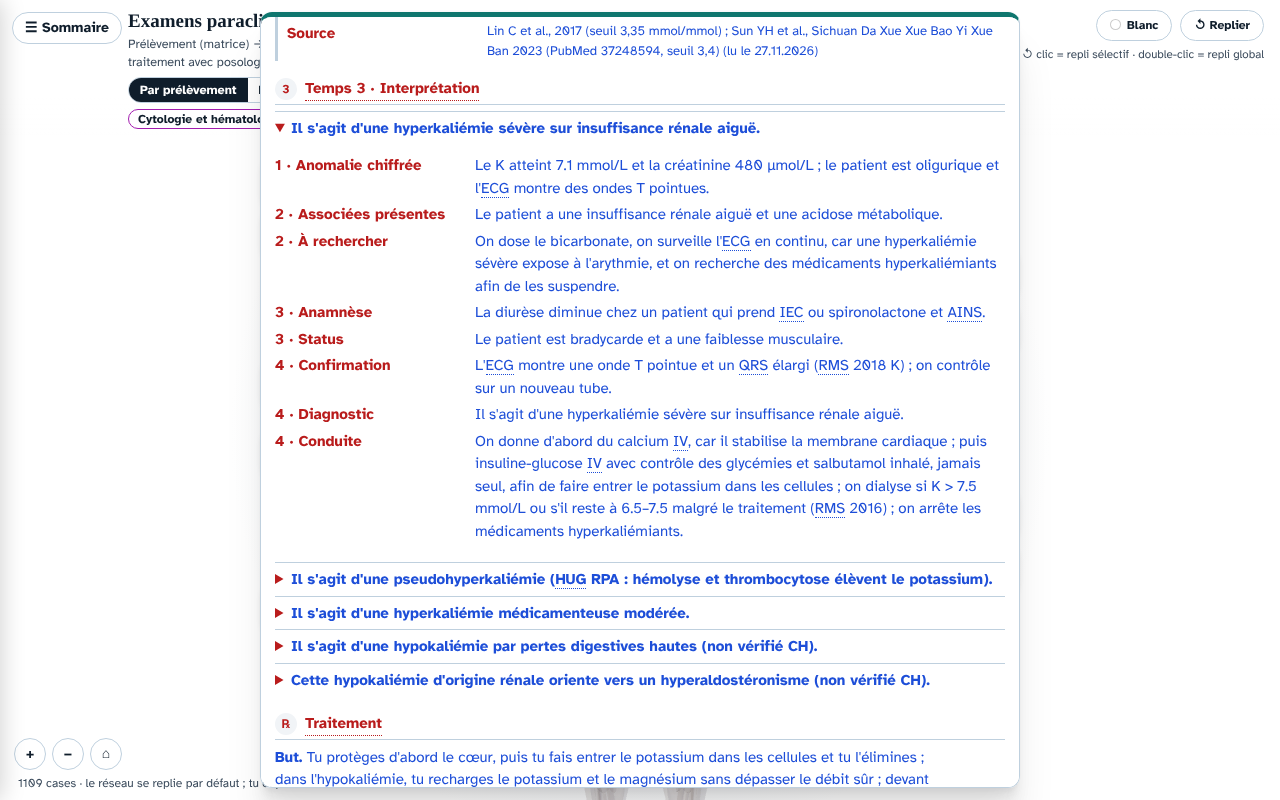 ☰ Sommaire
Examens paracli
Prélèvement (matrice) →
traitement avec posolog
Par prélèvement
Cytologie et hématolo
Blanc
↺ Replier
↺ clic = repli sélectif · double-clic = repli global
Source
Lin C et al., 2017 (seuil 3,35 mmol/mmol) ; Sun YH et al., Sichuan Da Xue Xue Bao Yi Xue
Ban 2023 (PubMed 37248594, seuil 3,4) (lu le 27.11.2026)
3 Temps 3 · Interprétation
▼ Il s'agit d'une hyperkaliémie sévère sur insuffisance rénale aiguë.
1 · Anomalie chiffrée
Le K atteint 7.1 mmol/L et la créatinine 480 µmol/L ; le patient est oligurique et
l'ECG montre des ondes T pointues.
2 · Associées présentes
Le patient a une insuffisance rénale aiguë et une acidose métabolique.
2 · À rechercher
On dose le bicarbonate, on surveille l'ECG en continu, car une hyperkaliémie
sévère expose à l'arythmie, et on recherche des médicaments hyperkaliémiants
afin de les suspendre.
3 · Anamnèse
La diurèse diminue chez un patient qui prend IEC ou spironolactone et AINS.
3 · Status
Le patient est bradycarde et a une faiblesse musculaire.
4 · Confirmation
L'ECG montre une onde T pointue et un QRS élargi (RMS 2018 K) ; on contrôle
sur un nouveau tube.
4 · Diagnostic
Il s'agit d'une hyperkaliémie sévère sur insuffisance rénale aiguë.
4 · Conduite
On donne d'abord du calcium IV, car il stabilise la membrane cardiaque ; puis
insuline-glucose IV avec contrôle des glycémies et salbutamol inhalé, jamais
seul, afin de faire entrer le potassium dans les cellules ; on dialyse si K > 7.5
mmol/L ou s'il reste à 6.5–7.5 malgré le traitement (RMS 2016) ; on arrête les
médicaments hyperkaliémiants.
▶ Il s'agit d'une pseudohyperkaliémie (HUG RPA : hémolyse et thrombocytose élèvent le potassium).
▶ Il s'agit d'une hyperkaliémie médicamenteuse modérée.
▶ Il s'agit d'une hypokaliémie par pertes digestives hautes (non vérifié CH).
▶ Cette hypokaliémie d'origine rénale oriente vers un hyperaldostéronisme (non vérifié CH).
℞ Traitement
But. Tu protèges d'abord le cœur, puis tu fais entrer le potassium dans les cellules et tu l'élimines ;
dans l'hypokaliémie, tu recharges le potassium et le magnésium sans dépasser le débit sûr ; devant
+
−
⌂
1109 cases · le réseau se replie par défaut ; tu